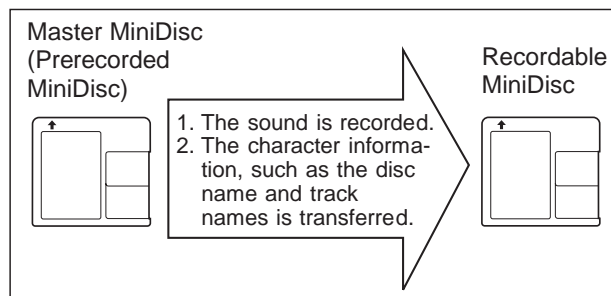 Master MiniDisc
(Prerecorded
MiniDisc)
1. The sound is recorded.
2. The character informa-
tion, such as the disc
name and track
names is transferred.
Recordable
MiniDisc